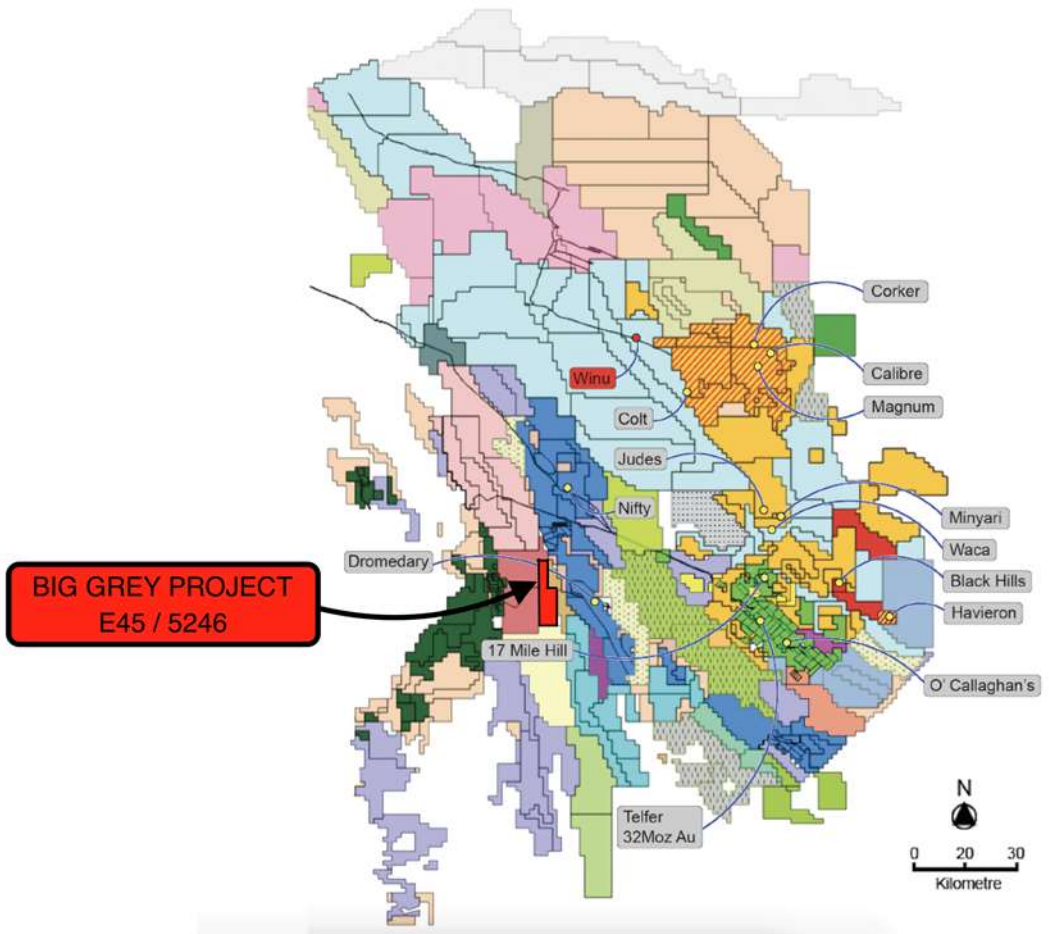 Corker
Calibre
Winu
Magnum
Colt
Judes
Nifty
Minyari
Waca
Dromedary
BIG GREY PROJECT
E45 / 5246
Black Hills
Havieron
17 Mile Hill
O' Callaghan's
Telfer
32Moz Au
N
0 20 30
Kilometre